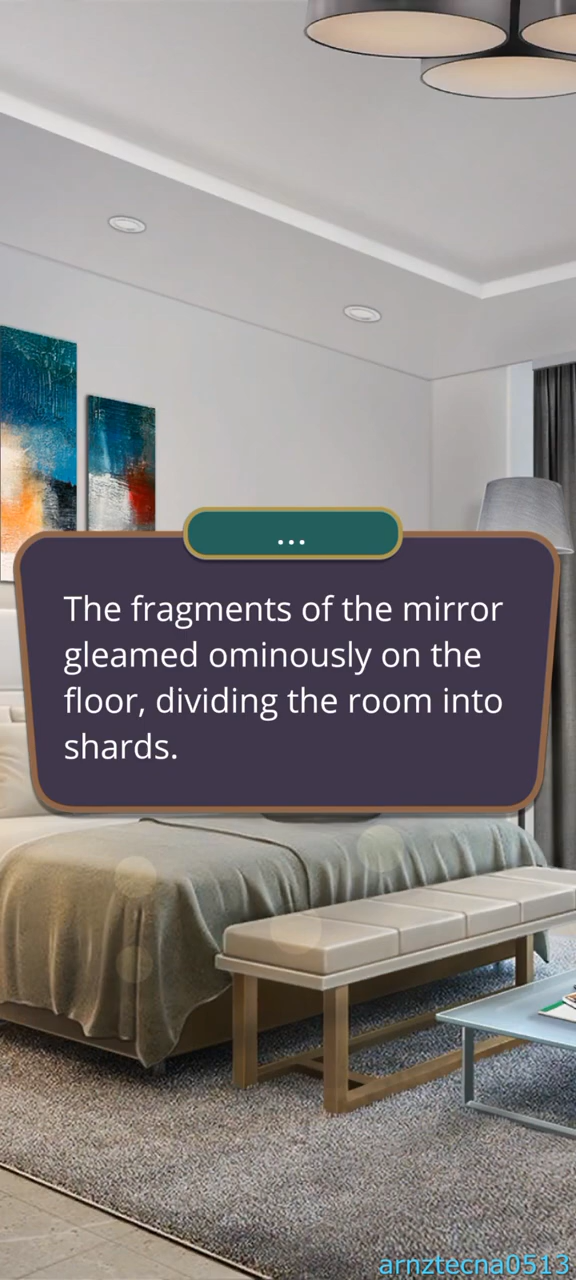 ...
The fragments of the mirror
gleamed ominously on the
floor, dividing the room into
shards.
arnztecna0513